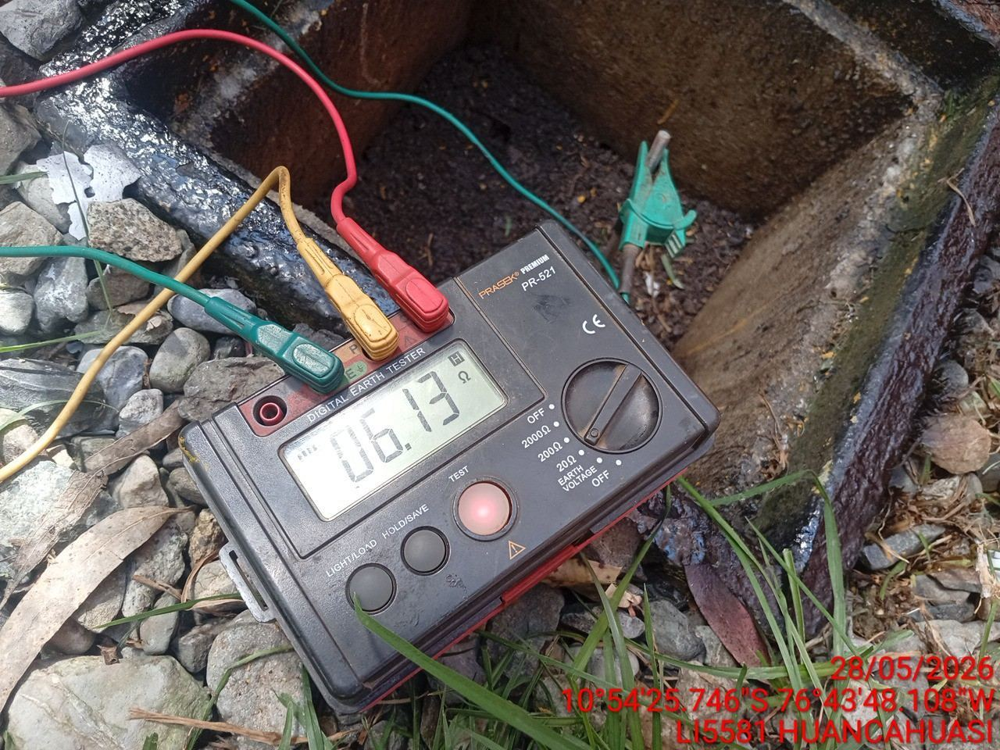 PRASEK® PREMIUM
PR-521
CE
P
E
DIGITAL EARTH TESTER
H
06.13 Ω
OFF
2000Ω
200Ω
20Ω
EARTH
VOLTAGE
OFF
TEST
HOLD/SAVE
LIGHT/LOAD
28/05/2026
10°54'25.746"S 76°43'48.108"W
LI5581 HUANCAHUASI